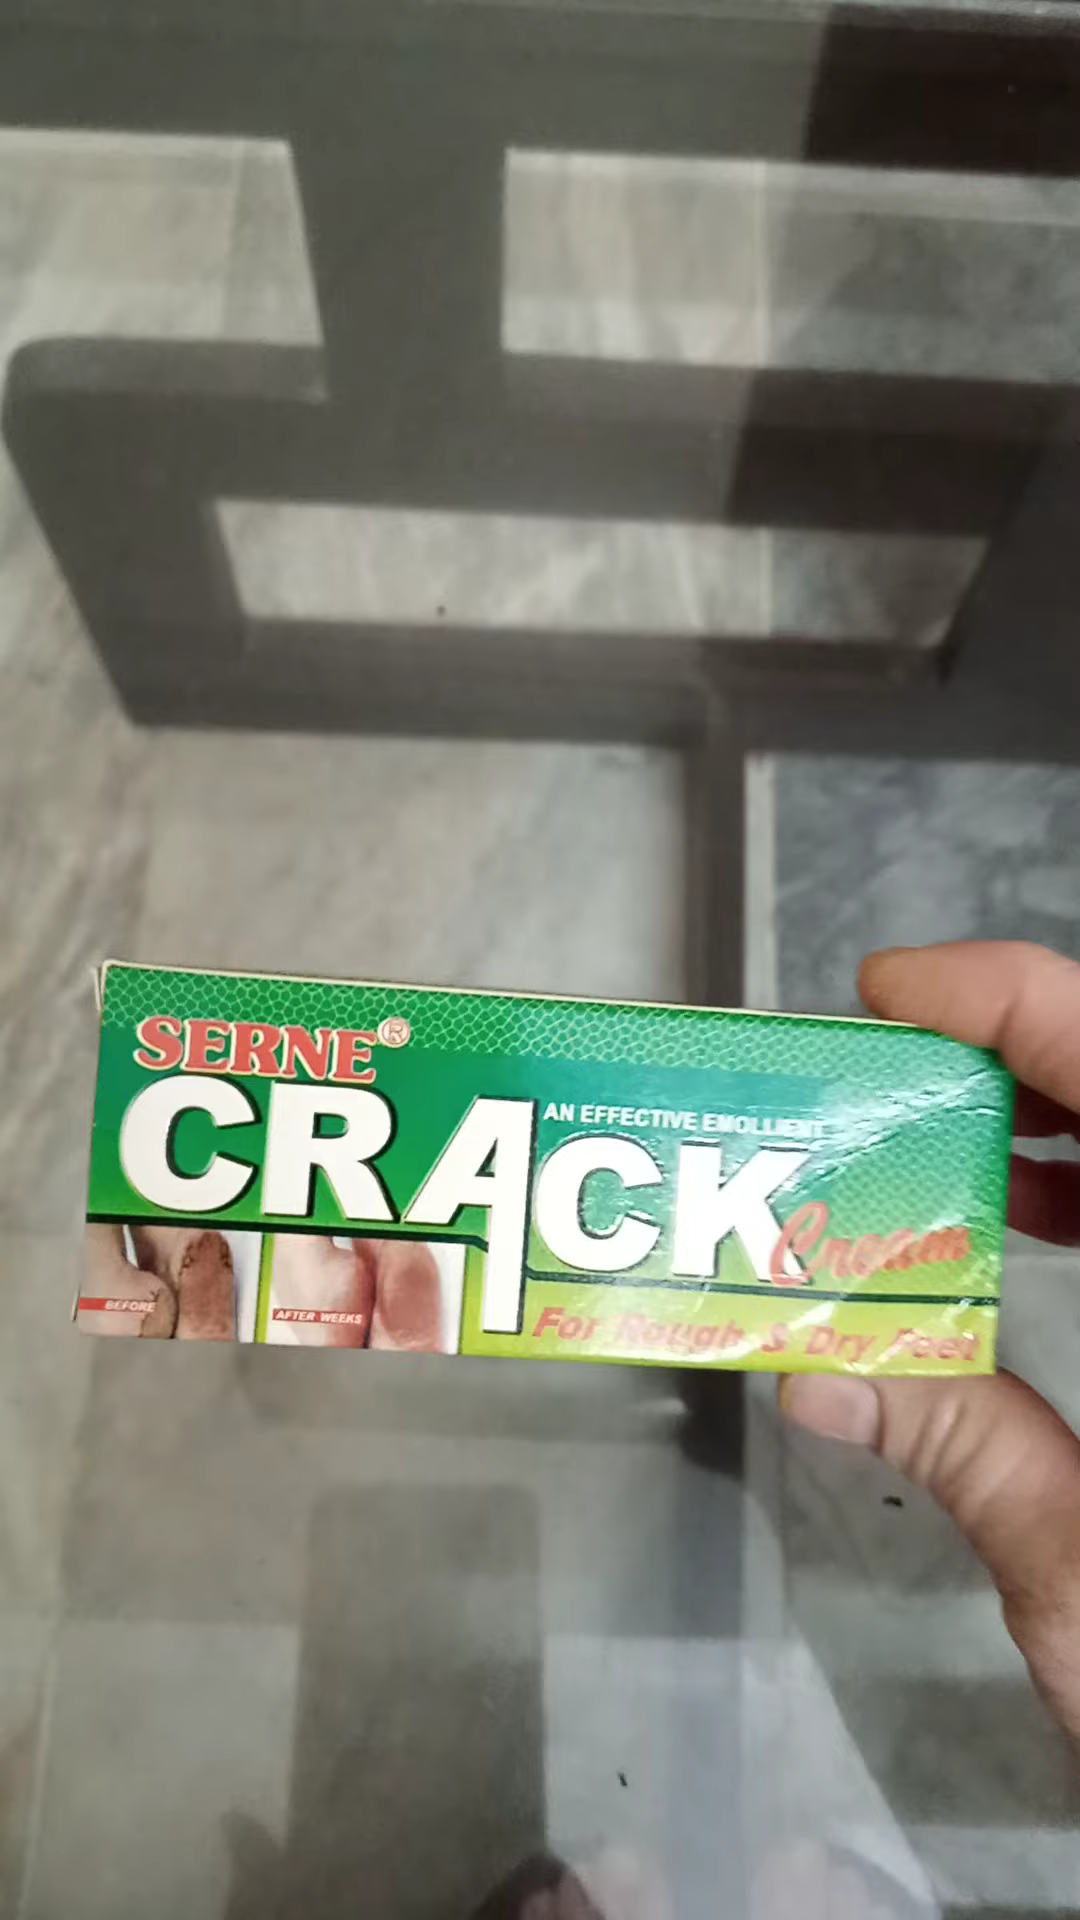 SERNE®
CRACK
AN EFFECTIVE EMOLLIENT
Cream
BEFORE
AFTER WEEKS
For Rough & Dry Feet